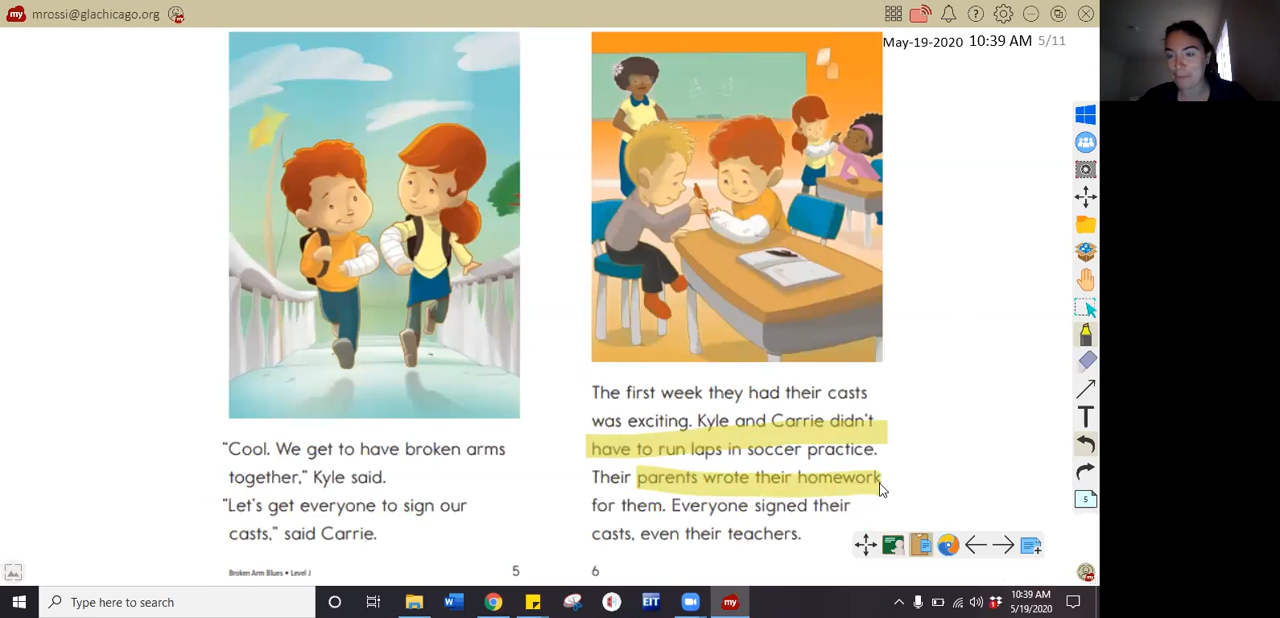 my mrossi@glachicago.org
May-19-2020 10:39 AM 5/11
"Cool. We get to have broken arms
together," Kyle said.
"Let's get everyone to sign our
casts," said Carrie.
Broken Arm Blues • Level J
5
The first week they had their casts
was exciting. Kyle and Carrie didn't
have to run laps in soccer practice.
Their parents wrote their homework
for them. Everyone signed their
casts, even their teachers.
6
T
5
Type here to search
W
EIT
my
10:39 AM
5/19/2020